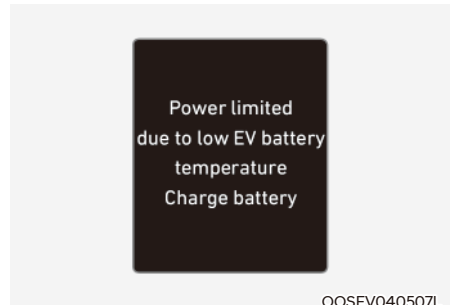 Power limited
due to low EV battery
temperature
Charge battery
OOSEV040507L